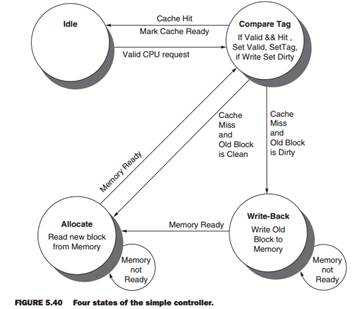 Idle
Cache Hit
Mark Cache Ready
Valid CPU request
Compare Tag
If Valid && Hit ,
Set Valid, SetTag,
if Write Set Dirty
Cache
Miss
and
Old Block
is Clean
Cache
Miss
and
Old Block
is Dirty
Memory Ready
Allocate
Read new block
from Memory
Memory Ready
Write-Back
Write Old
Block to
Memory
Memory
not
Ready
Memory
not
Ready
FIGURE 5.40 Four states of the simple controller.